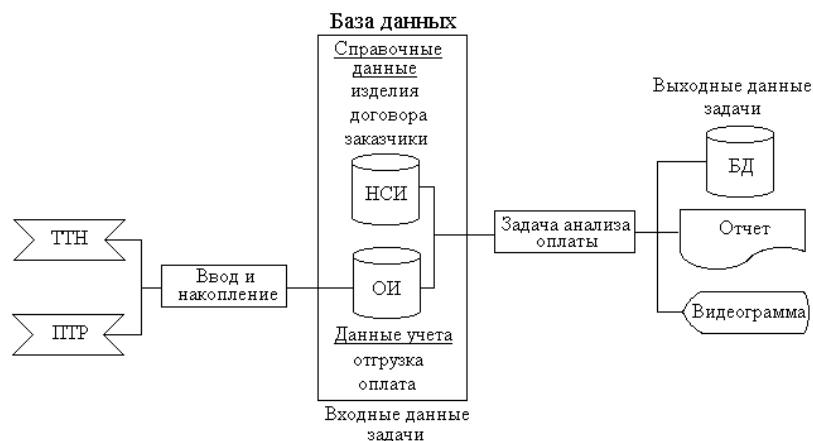 База данных
Справочные
данные
изделия
договора
заказчики
НСИ
ОИ
Данные учета
отгрузка
оплата
Входные данные
задачи
ТТН
ПТР
Ввод и
накопление
Задача анализа
оплаты
Выходные данные
задачи
БД
Отчет
Видеограмма